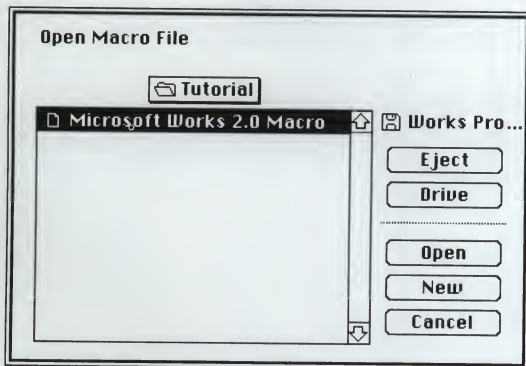 Open Macro File
Tutorial
Microsoft Works 2.0 Macro
Works Pro...
Eject
Drive
Open
New
Cancel